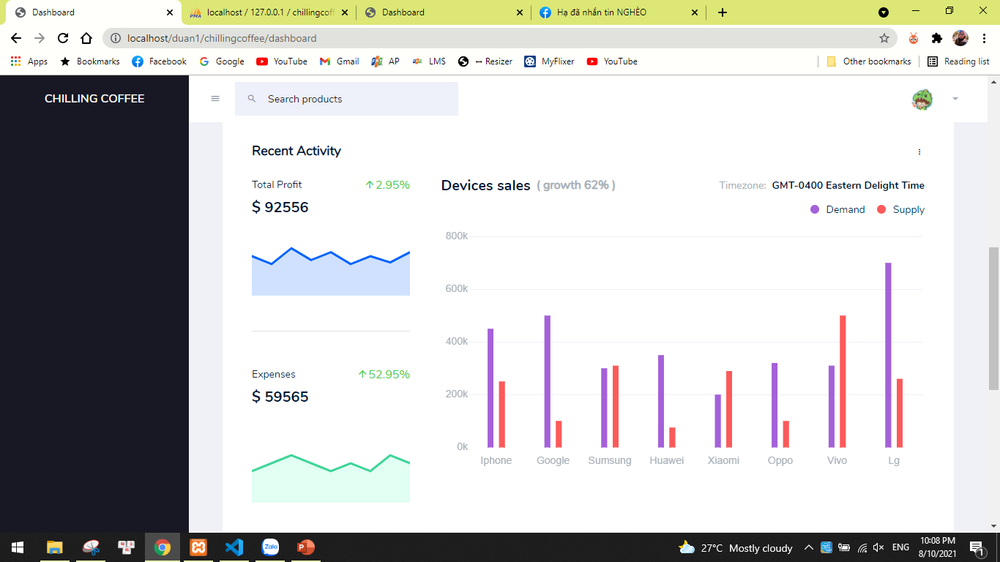 Dashboard
localhost / 127.0.0.1 / chillingcoff
Dashboard
Hạ đã nhắn tin NGHÈO
localhost/duan1/chillingcoffee/dashboard
Apps Bookmarks Facebook Google YouTube Gmail AP LMS ↔ Resizer MyFlixer YouTube Other bookmarks Reading list
CHILLING COFFEE
Search products
Recent Activity
Total Profit 2.95%
$ 92556
Expenses 52.95%
$ 59565
Devices sales ( growth 62% ) Timezone: GMT-0400 Eastern Delight Time
Demand Supply
800k
600k
400k
200k
0k
Iphone Google Sumsung Huawei Xiaomi Oppo Vivo Lg
Zalo
27°C Mostly cloudy ENG
10:08 PM
8/10/2021
1